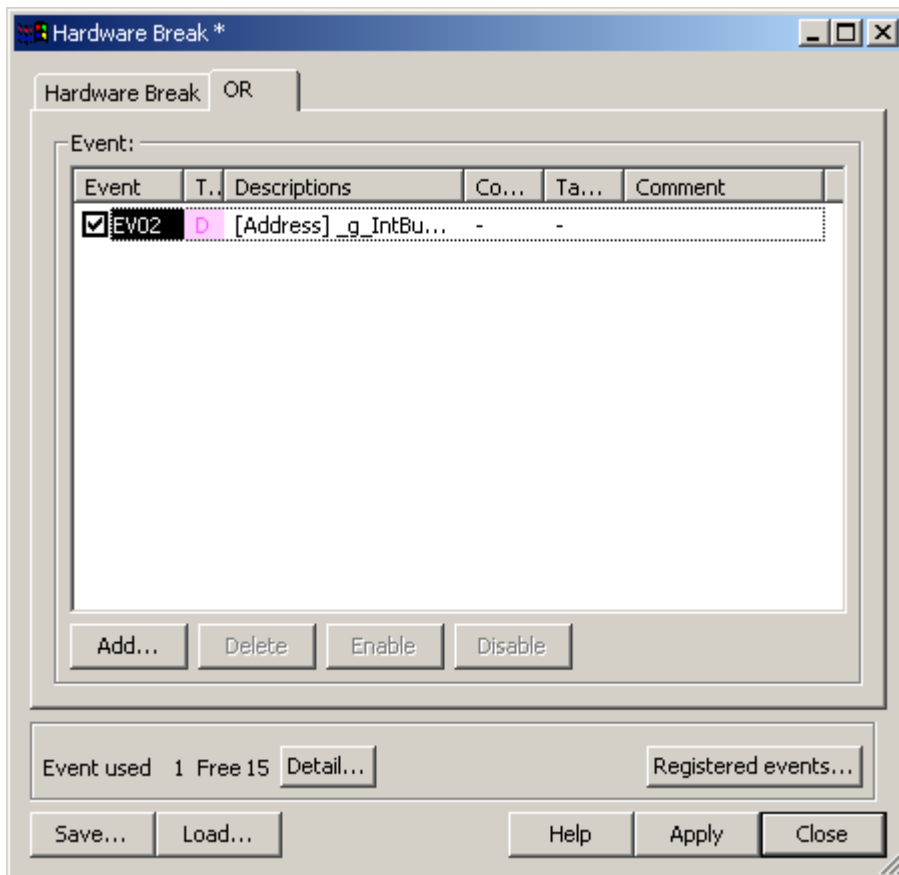 Hardware Break *
Hardware Break OR
Event:
Event T.. Descriptions Co... Ta... Comment
EV02 D [Address] _g_IntBu... - -
Add... Delete Enable Disable
Event used 1 Free 15 Detail... Registered events...
Save... Load... Help Apply Close